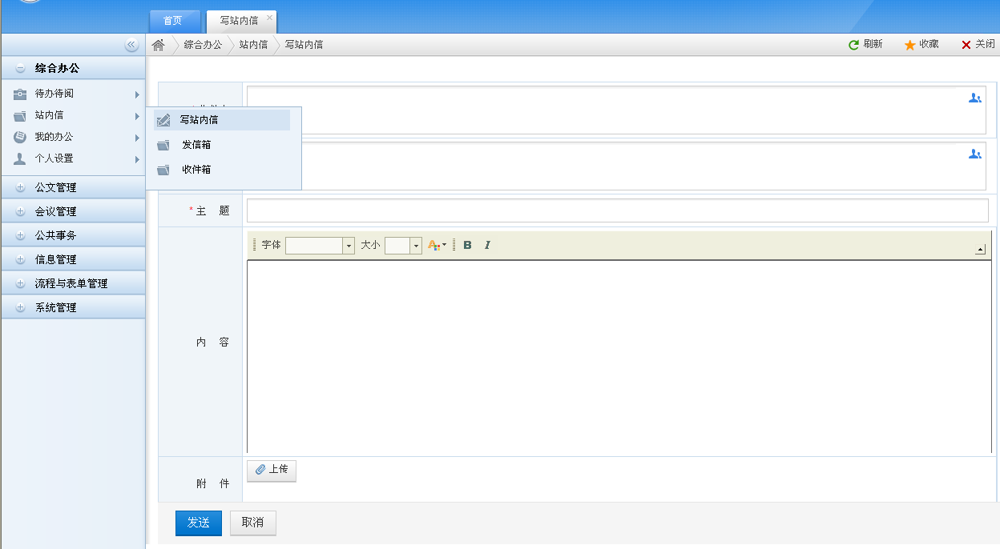 首页 写站内信
综合办公 站内信 写站内信 刷新 收藏 关闭
综合办公
待办待阅
站内信
我的办公
个人设置
写站内信
发信箱
收件箱
公文管理
会议管理
公共事务
信息管理
流程与表单管理
系统管理
*主 题
字体 大小 A B I
内 容
附 件
上传
发送 取消